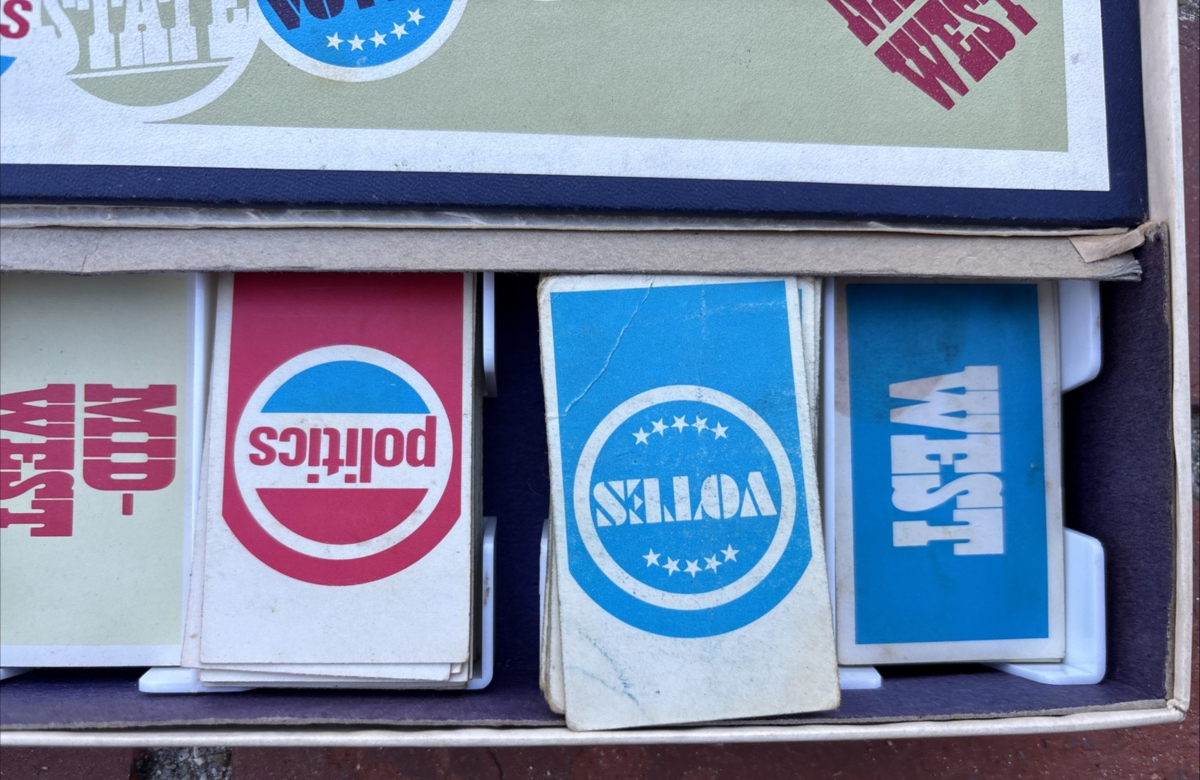 STATE
WEST
MID-
WEST
politics
VOTES
WEST